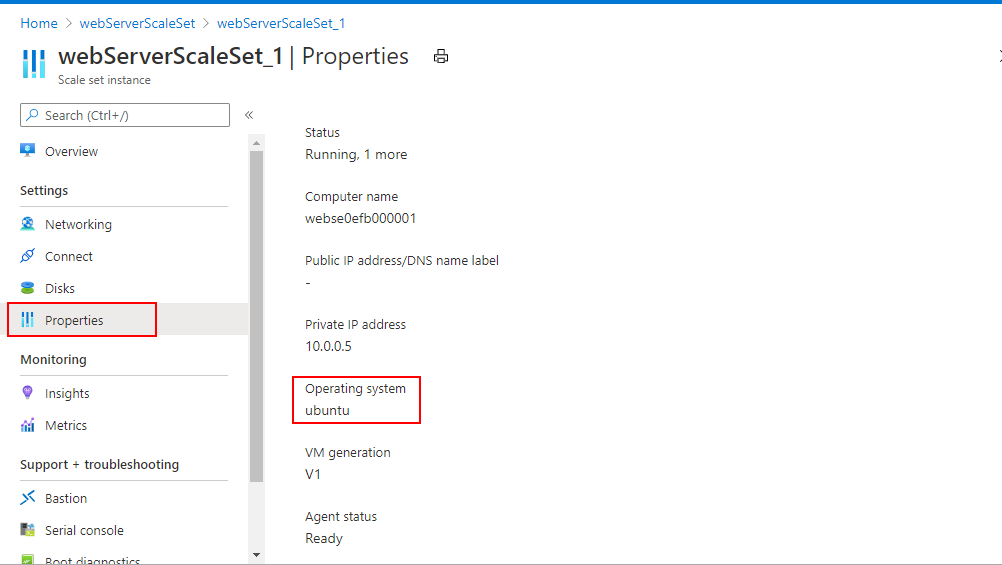 Home > webServerScaleSet > webServerScaleSet_1
webServerScaleSet_1 | Properties
Scale set instance
Search (Ctrl+/)
«
Overview
Settings
Networking
Connect
Disks
Properties
Monitoring
Insights
Metrics
Support + troubleshooting
Bastion
Serial console
Boot diagnostics
Status
Running, 1 more
Computer name
webse0efb000001
Public IP address/DNS name label
-
Private IP address
10.0.0.5
Operating system
ubuntu
VM generation
V1
Agent status
Ready